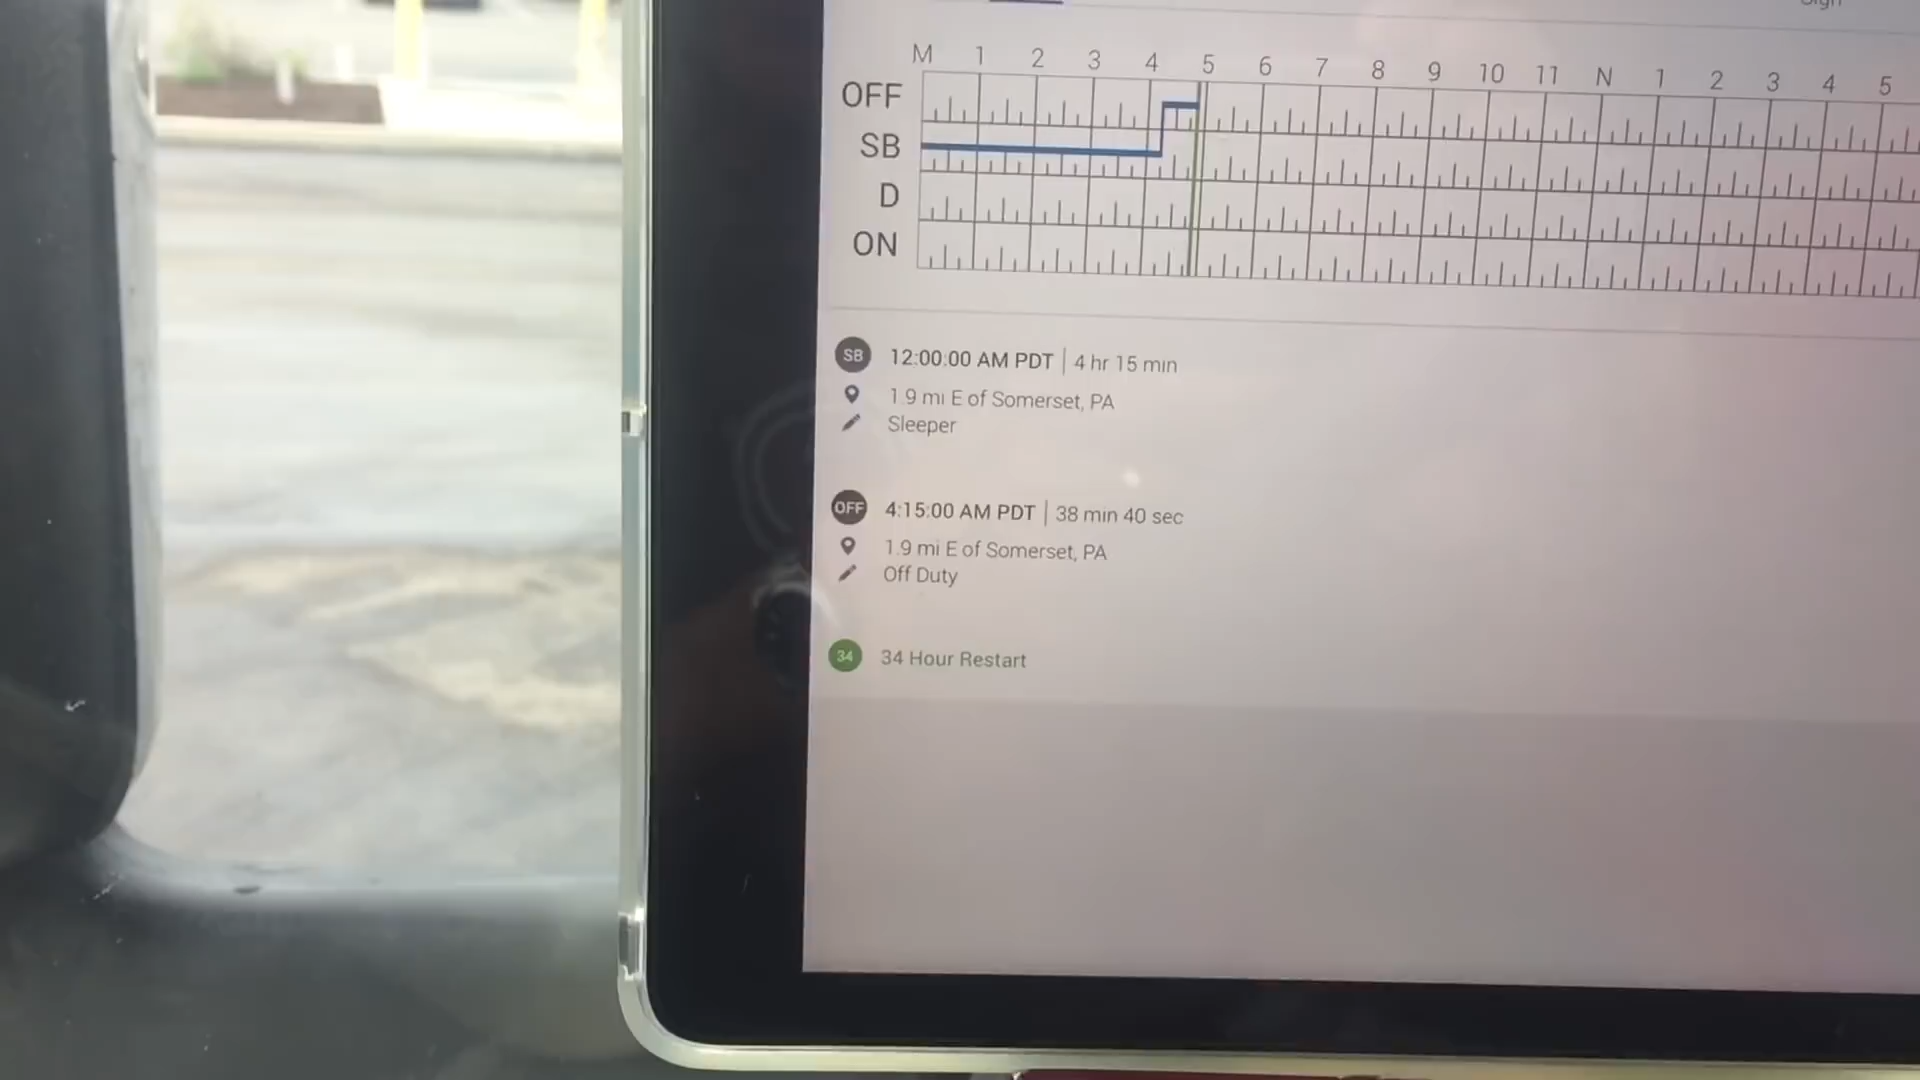 Sign
M 1 2 3 4 5 6 7 8 9 10 11 N 1 2 3 4 5
OFF
SB
D
ON
SB 12:00:00 AM PDT | 4 hr 15 min
1.9 mi E of Somerset, PA
Sleeper
OFF 4:15:00 AM PDT | 38 min 40 sec
1.9 mi E of Somerset, PA
Off Duty
34 34 Hour Restart